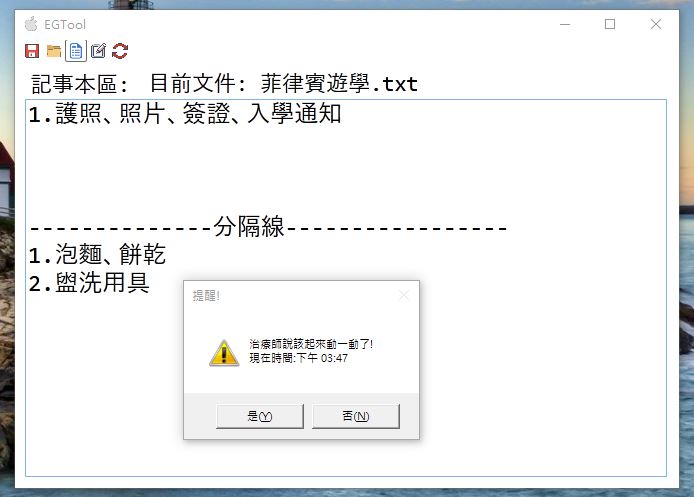 EGTool
記事本區: 目前文件: 菲律賓遊學.txt
1.護照、照片、簽證、入學通知
--------------分隔線-----------------
1.泡麵、餅乾
2.盥洗用具
提醒!
治療師說該起來動一動了!
現在時間:下午 03:47
是(Y) 否(N)